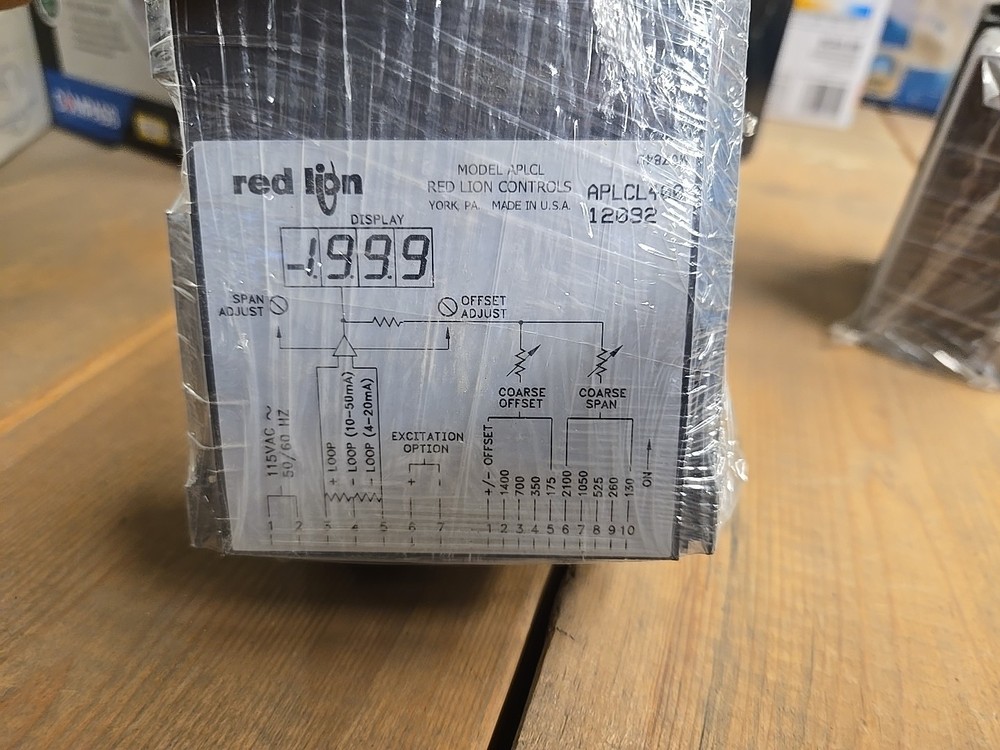 red lion
MODEL APLCL
RED LION CONTROLS
YORK, PA. MADE IN U.S.A.
APLCL400
12092
DISPLAY
-1.9.9.9
SPAN
ADJUST
OFFSET
ADJUST
COARSE
OFFSET
COARSE
SPAN
115VAC ~
50/60 HZ
+ LOOP
- LOOP (10-50mA)
- LOOP (4-20mA)
EXCITATION
OPTION
+ -
+/- OFFSET
1400
700
350
175
2100
1050
525
260
130
ON
1 2 3 4 5 6 7
1 2 3 4 5 6 7 8 9 10